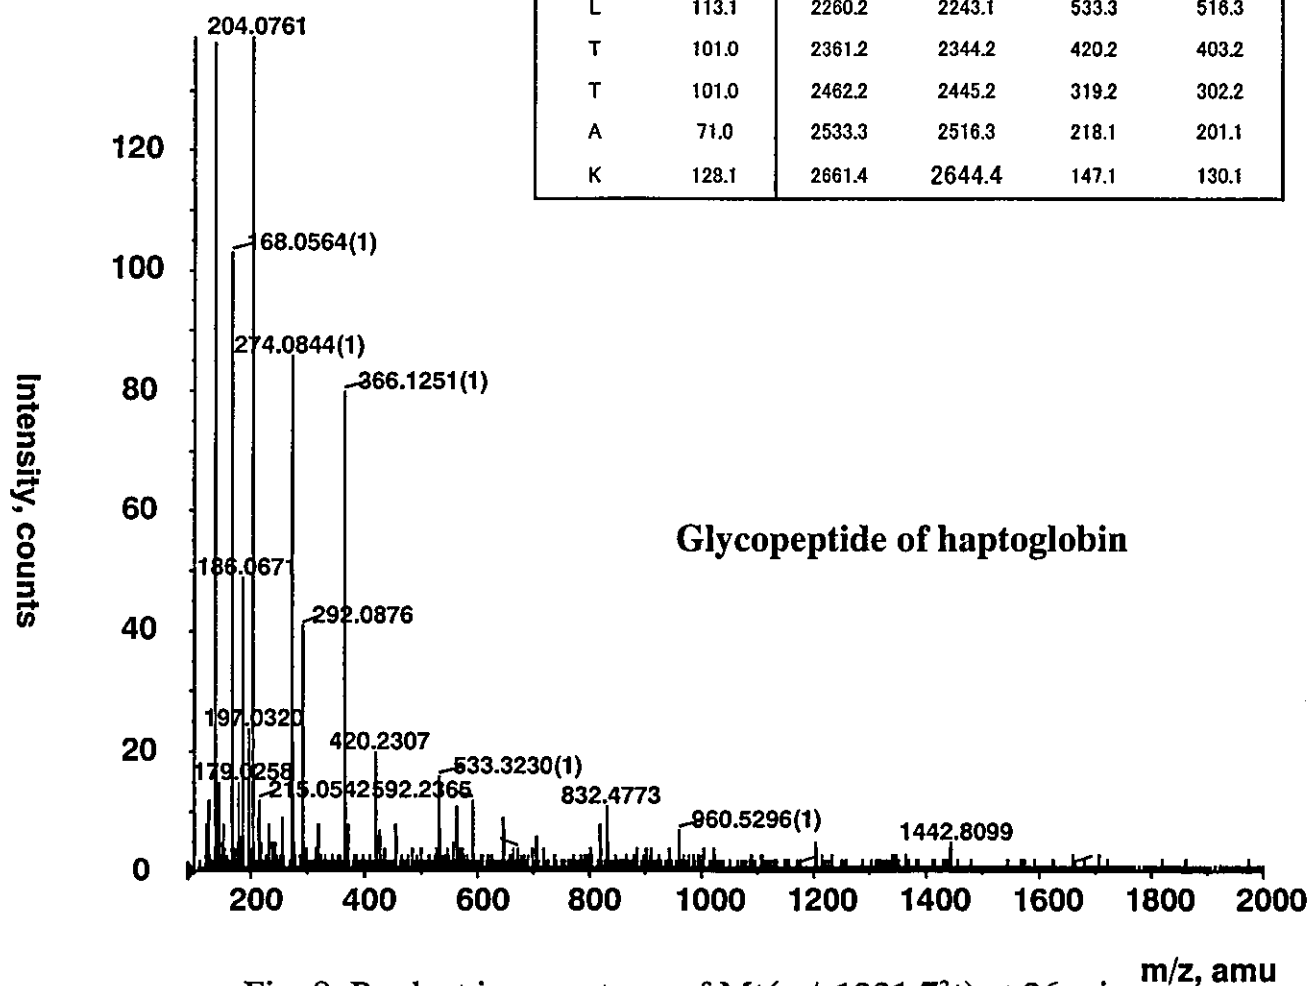 L 113.1 2260.2 2243.1 533.3 516.3
T 101.0 2361.2 2344.2 420.2 403.2
T 101.0 2462.2 2445.2 319.2 302.2
A 71.0 2533.3 2516.3 218.1 201.1
K 128.1 2661.4 2644.4 147.1 130.1
204.0761
120
168.0564(1)
100
274.0844(1)
366.1251(1)
80
Intensity, counts
60
Glycopeptide of haptoglobin
186.0671
292.0876
40
197.0320
420.2307
20
179.0258
533.3230(1)
215.0542 592.2365
832.4773
960.5296(1)
1442.8099
0
200 400 600 800 1000 1200 1400 1600 1800 2000
m/z, amu